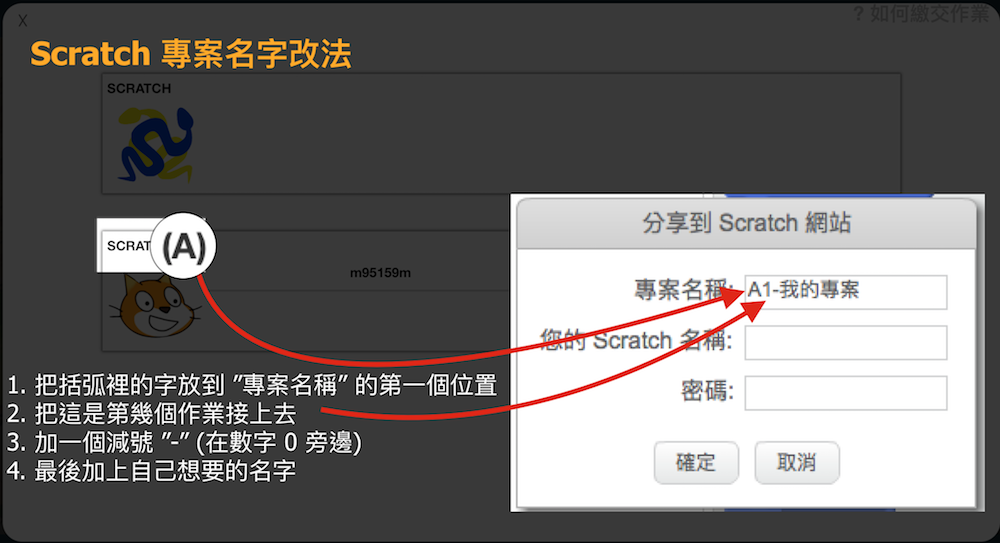 X
? 如何繳交作業
Scratch 專案名字改法
SCRATCH
SCRAT
(A)
m95159m
分享到 Scratch 網站
專案名稱:
A1-我的專案
您的 Scratch 名稱:
密碼:
確定
取消
1. 把括弧裡的字放到 ”專案名稱” 的第一個位置
2. 把這是第幾個作業接上去
3. 加一個減號 ”-” (在數字 0 旁邊)
4. 最後加上自己想要的名字